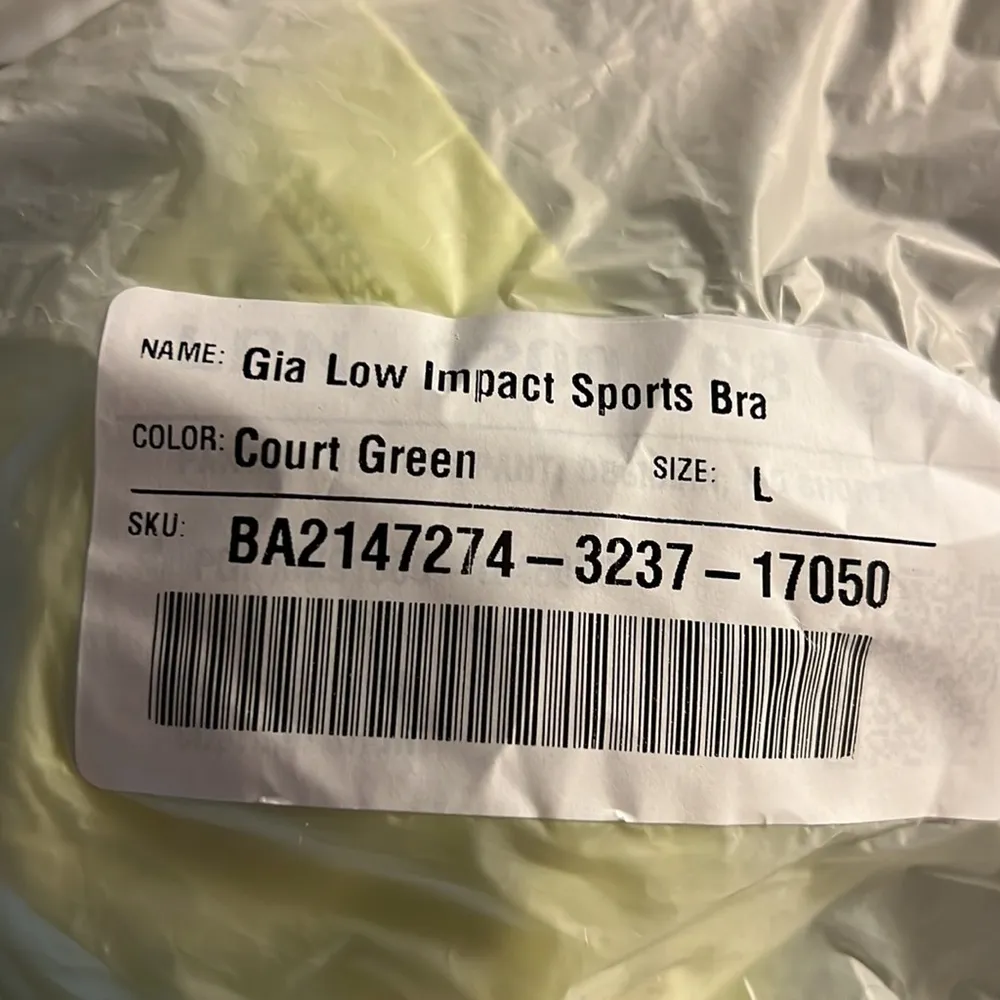 NAME: Gia Low Impact Sports Bra
COLOR: Court Green SIZE: L
SKU: BA2147274-3237-17050